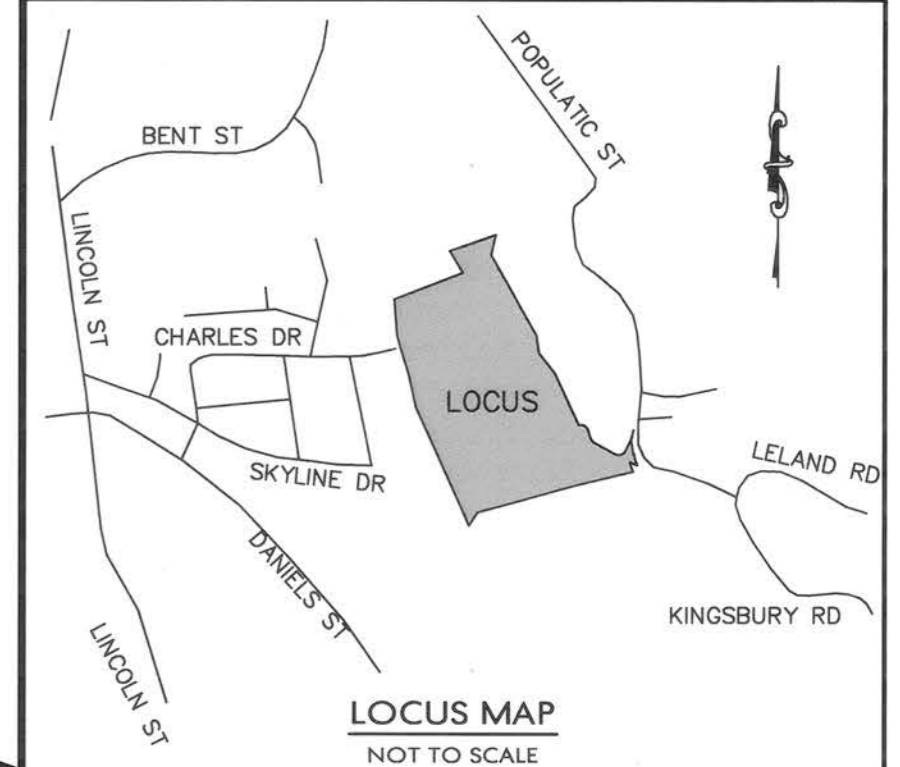 POPULATIC ST
BENT ST
LINCOLN ST
CHARLES DR
LOCUS
LELAND RD
SKYLINE DR
DANIELS ST
KINGSBURY RD
LINCOLN ST
LOCUS MAP
NOT TO SCALE